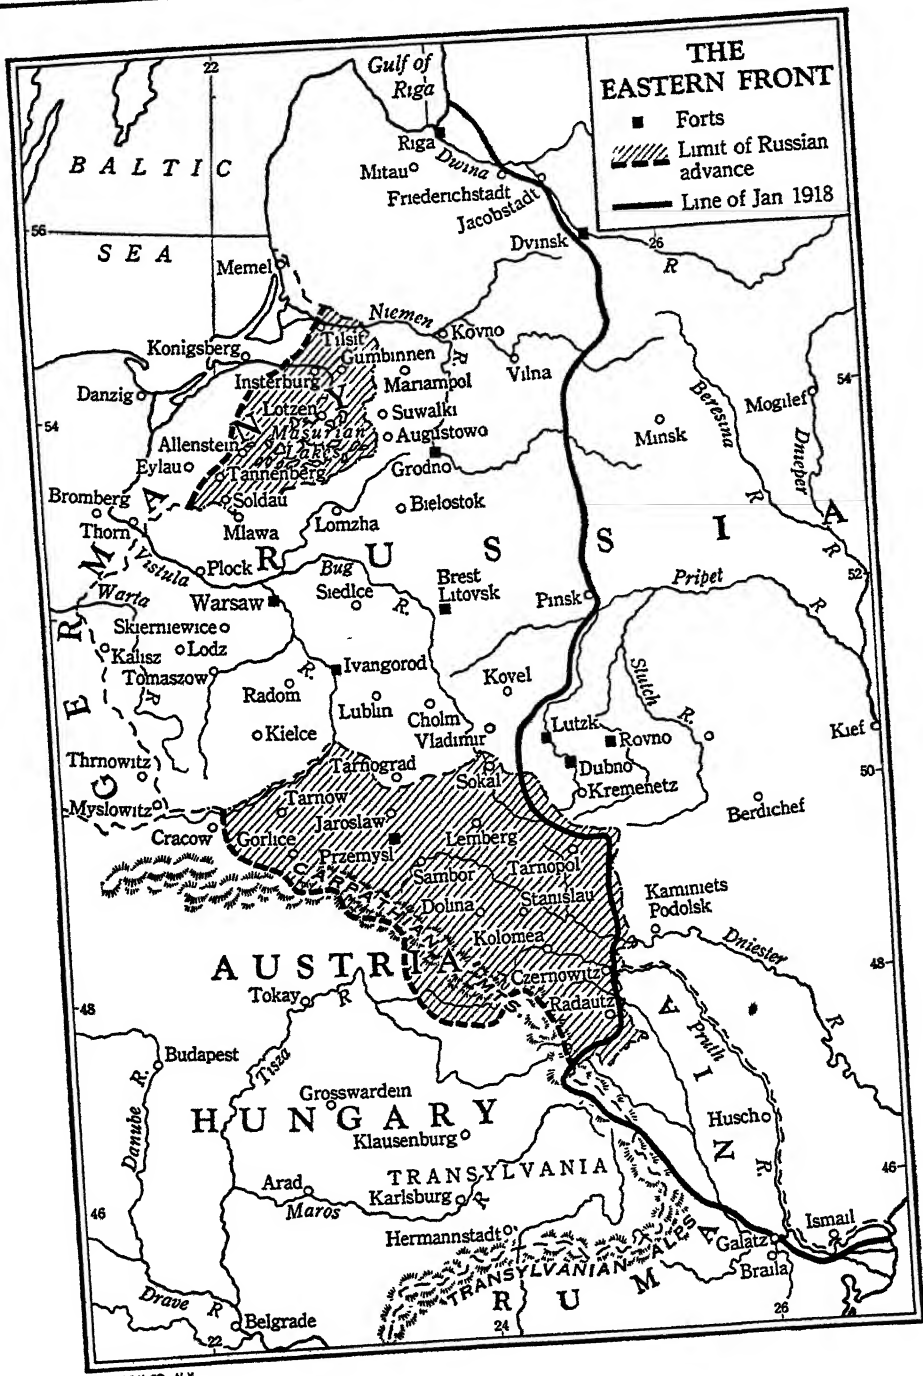 THE
EASTERN FRONT
Forts
Limit of Russian
advance
Line of Jan 1918
22
Gulf of
Riga
BALTIC
SEA
56
Riga
Mitau
Dwina
Friederichstadt
Jacobstadt
Dvinsk
26
R
Memel
Niemen
Tilsit
Kovno
R.
Konigsberg
Gumbinnen
Vilna
54
Insterburg
Mariampol
Danzig
Lotzen
Suwalki
Beresina
Mogilef
54
Masurian
Lakes
Augustowo
Minsk
Dnieper
Allenstein
Eylau
Tannenberg
Grodno
R
Bromberg
Soldau
Bielostok
Thorn
Mlawa
Lomzha
RUSSIA
R
GERMANY
Vistula
Plock
Bug
Brest
Litovsk
Pripet
52
Warta
Warsaw
Siedlce
R.
Pinsk
R
Skierniewice
Kalisz
Lodz
Tomaszow
R
R.
Ivangorod
Kovel
Slutch
R.
Radom
Lublin
Cholm
Vladimir
Lutzk
Rovno
Kief
Kielce
Dubno
Thrnowitz
Tarnograd
Sokal
Kremenetz
50
Myslowitz
Tarnow
Berdichef
Cracow
Gorlice
Jaroslaw
Przemysl
Lemberg
Tarnopol
CARPATHIAN MTNS.
Sambor
Stanislau
Kaminiets
Podolsk
Dolina
Kolomea
Dniester
R
AUSTRIA
Czernowitz
48
Tokay
R
Radautz
R
Pruth
R.
48
Budapest
Tisza
Danube R.
Grosswardein
HUNGARY
Klausenburg
Husch
TRANSYLVANIA
46
Arad
Karlsburg
R
Maros
46
Hermannstadt
TRANSYLVANIAN ALPS
Galatz
Ismail
Braila
RUMANIA
Drave R
Belgrade
22
24
26